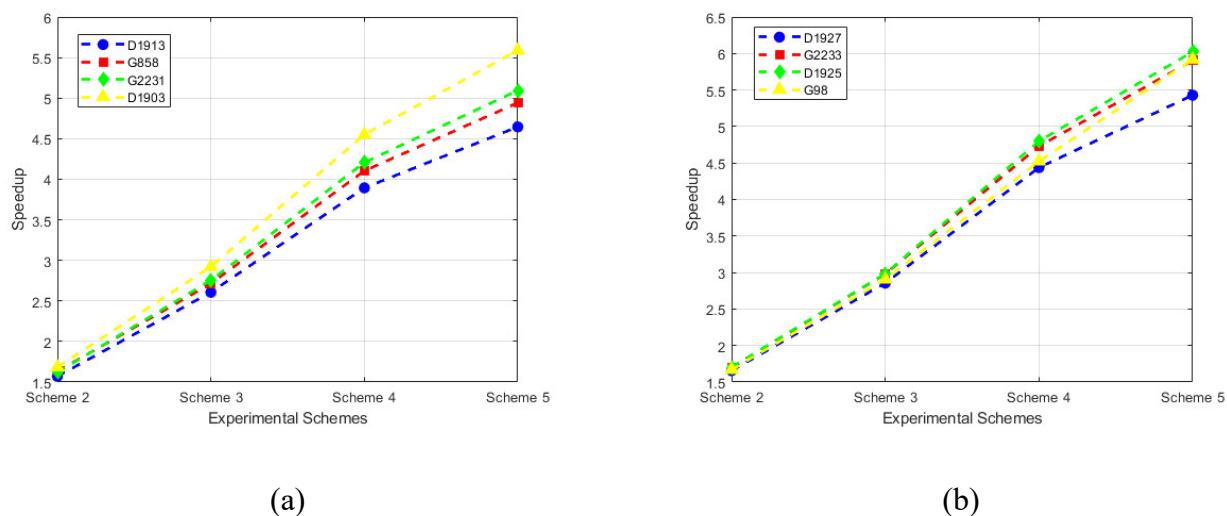 6
5.5
5
4.5
4
3.5
3
2.5
2
1.5
Speedup
D1913
G858
G2231
D1903
Scheme 2 Scheme 3 Scheme 4 Scheme 5
Experimental Schemes
(a)
6.5
6
5.5
5
4.5
4
3.5
3
2.5
2
1.5
Speedup
D1927
G2233
D1925
G98
Scheme 2 Scheme 3 Scheme 4 Scheme 5
Experimental Schemes
(b)